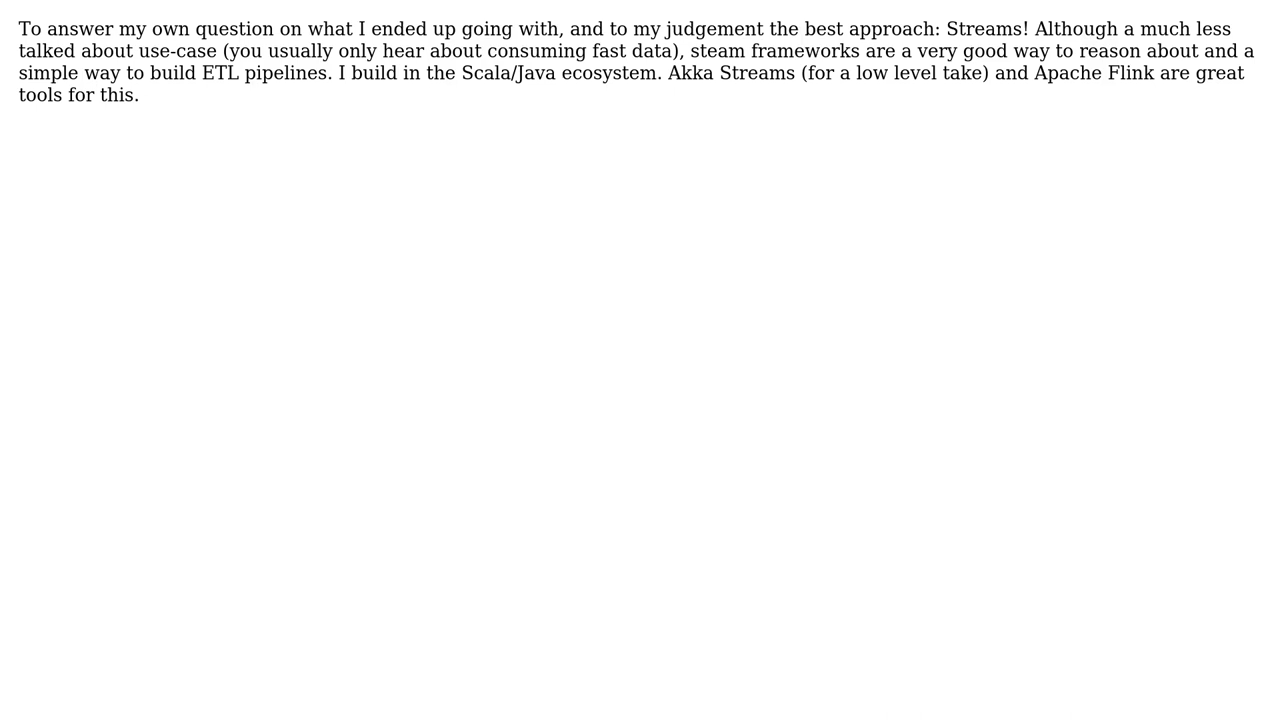 To answer my own question on what I ended up going with, and to my judgement the best approach: Streams! Although a much less
talked about use-case (you usually only hear about consuming fast data), steam frameworks are a very good way to reason about and a
simple way to build ETL pipelines. I build in the Scala/Java ecosystem. Akka Streams (for a low level take) and Apache Flink are great
tools for this.